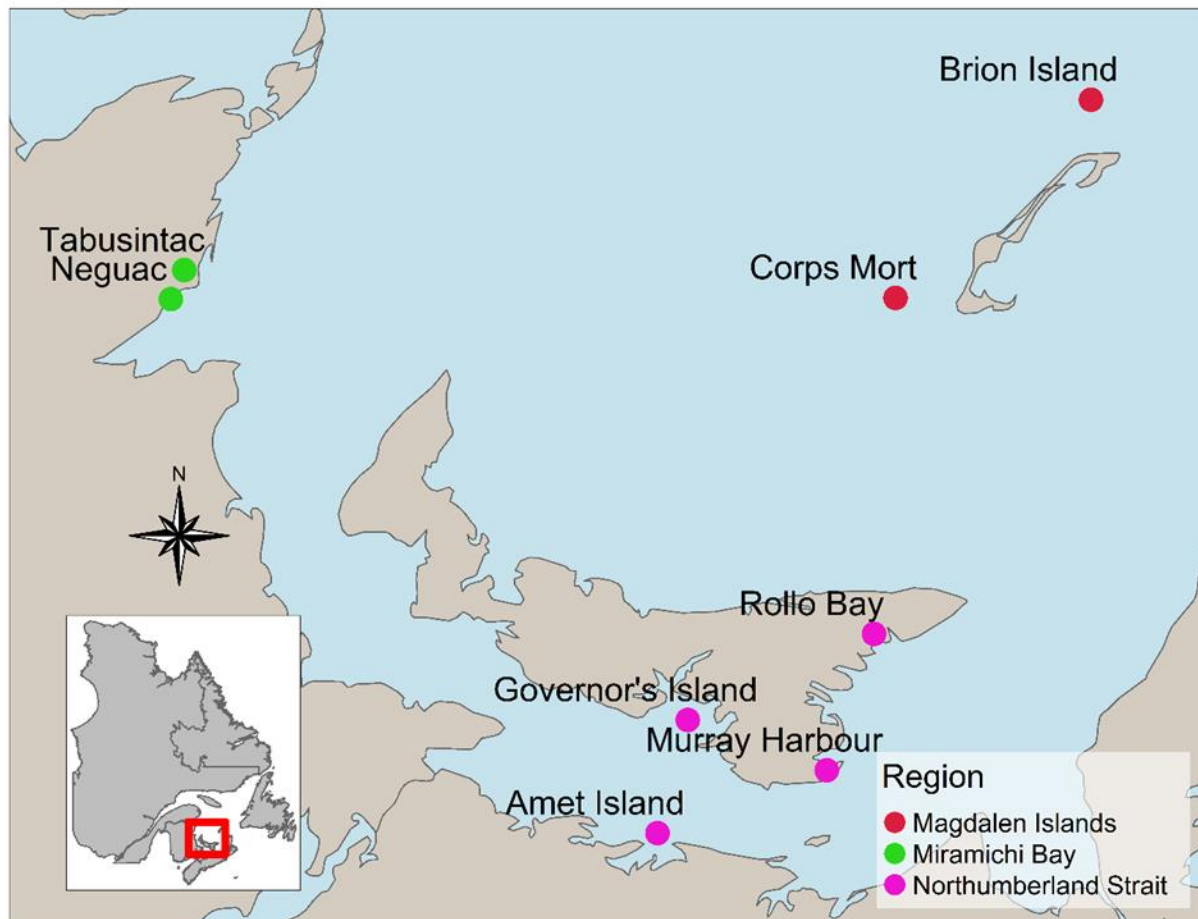 Brion Island
Tabusintac
Neguac
Corps Mort
N
Rollo Bay
Governor's Island
Murray Harbour
Amet Island
Region
Magdalen Islands
Miramichi Bay
Northumberland Strait